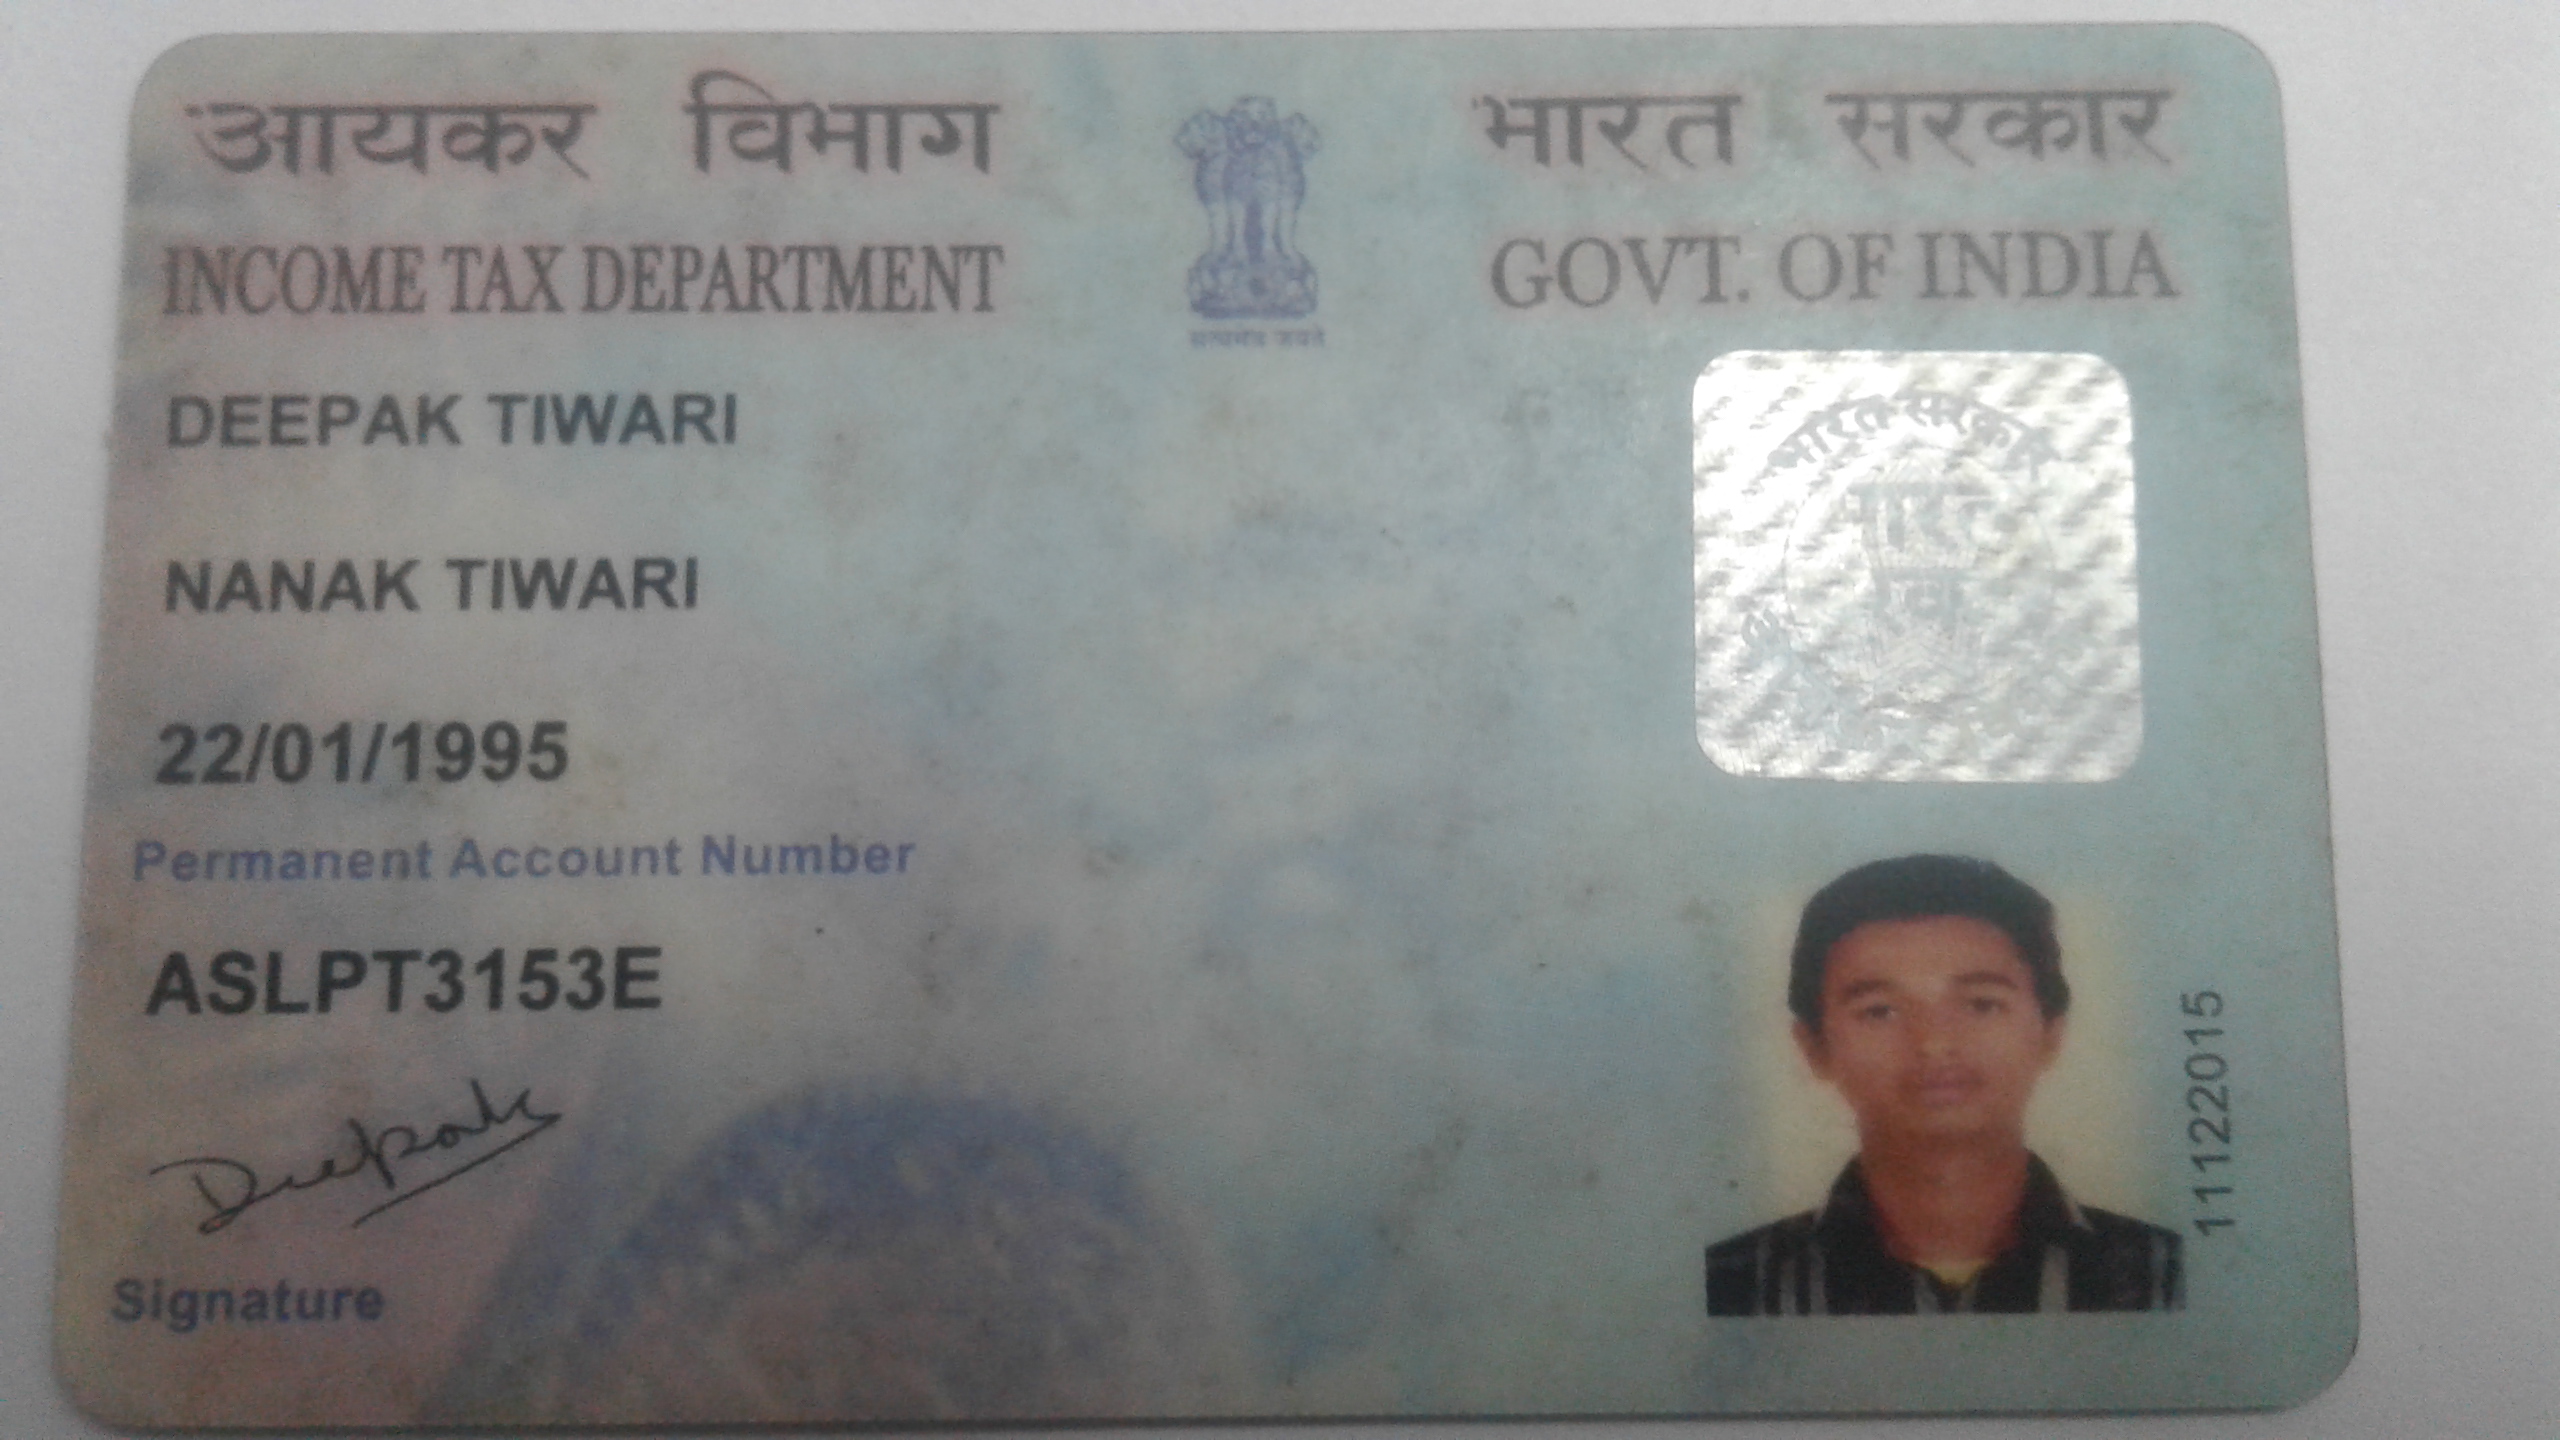 आयकर विभाग
INCOME TAX DEPARTMENT
भारत सरकार
GOVT. OF INDIA
सत्यमेव जयते
DEEPAK TIWARI
NANAK TIWARI
22/01/1995
Permanent Account Number
ASLPT3153E
Deepak
Signature
11122015